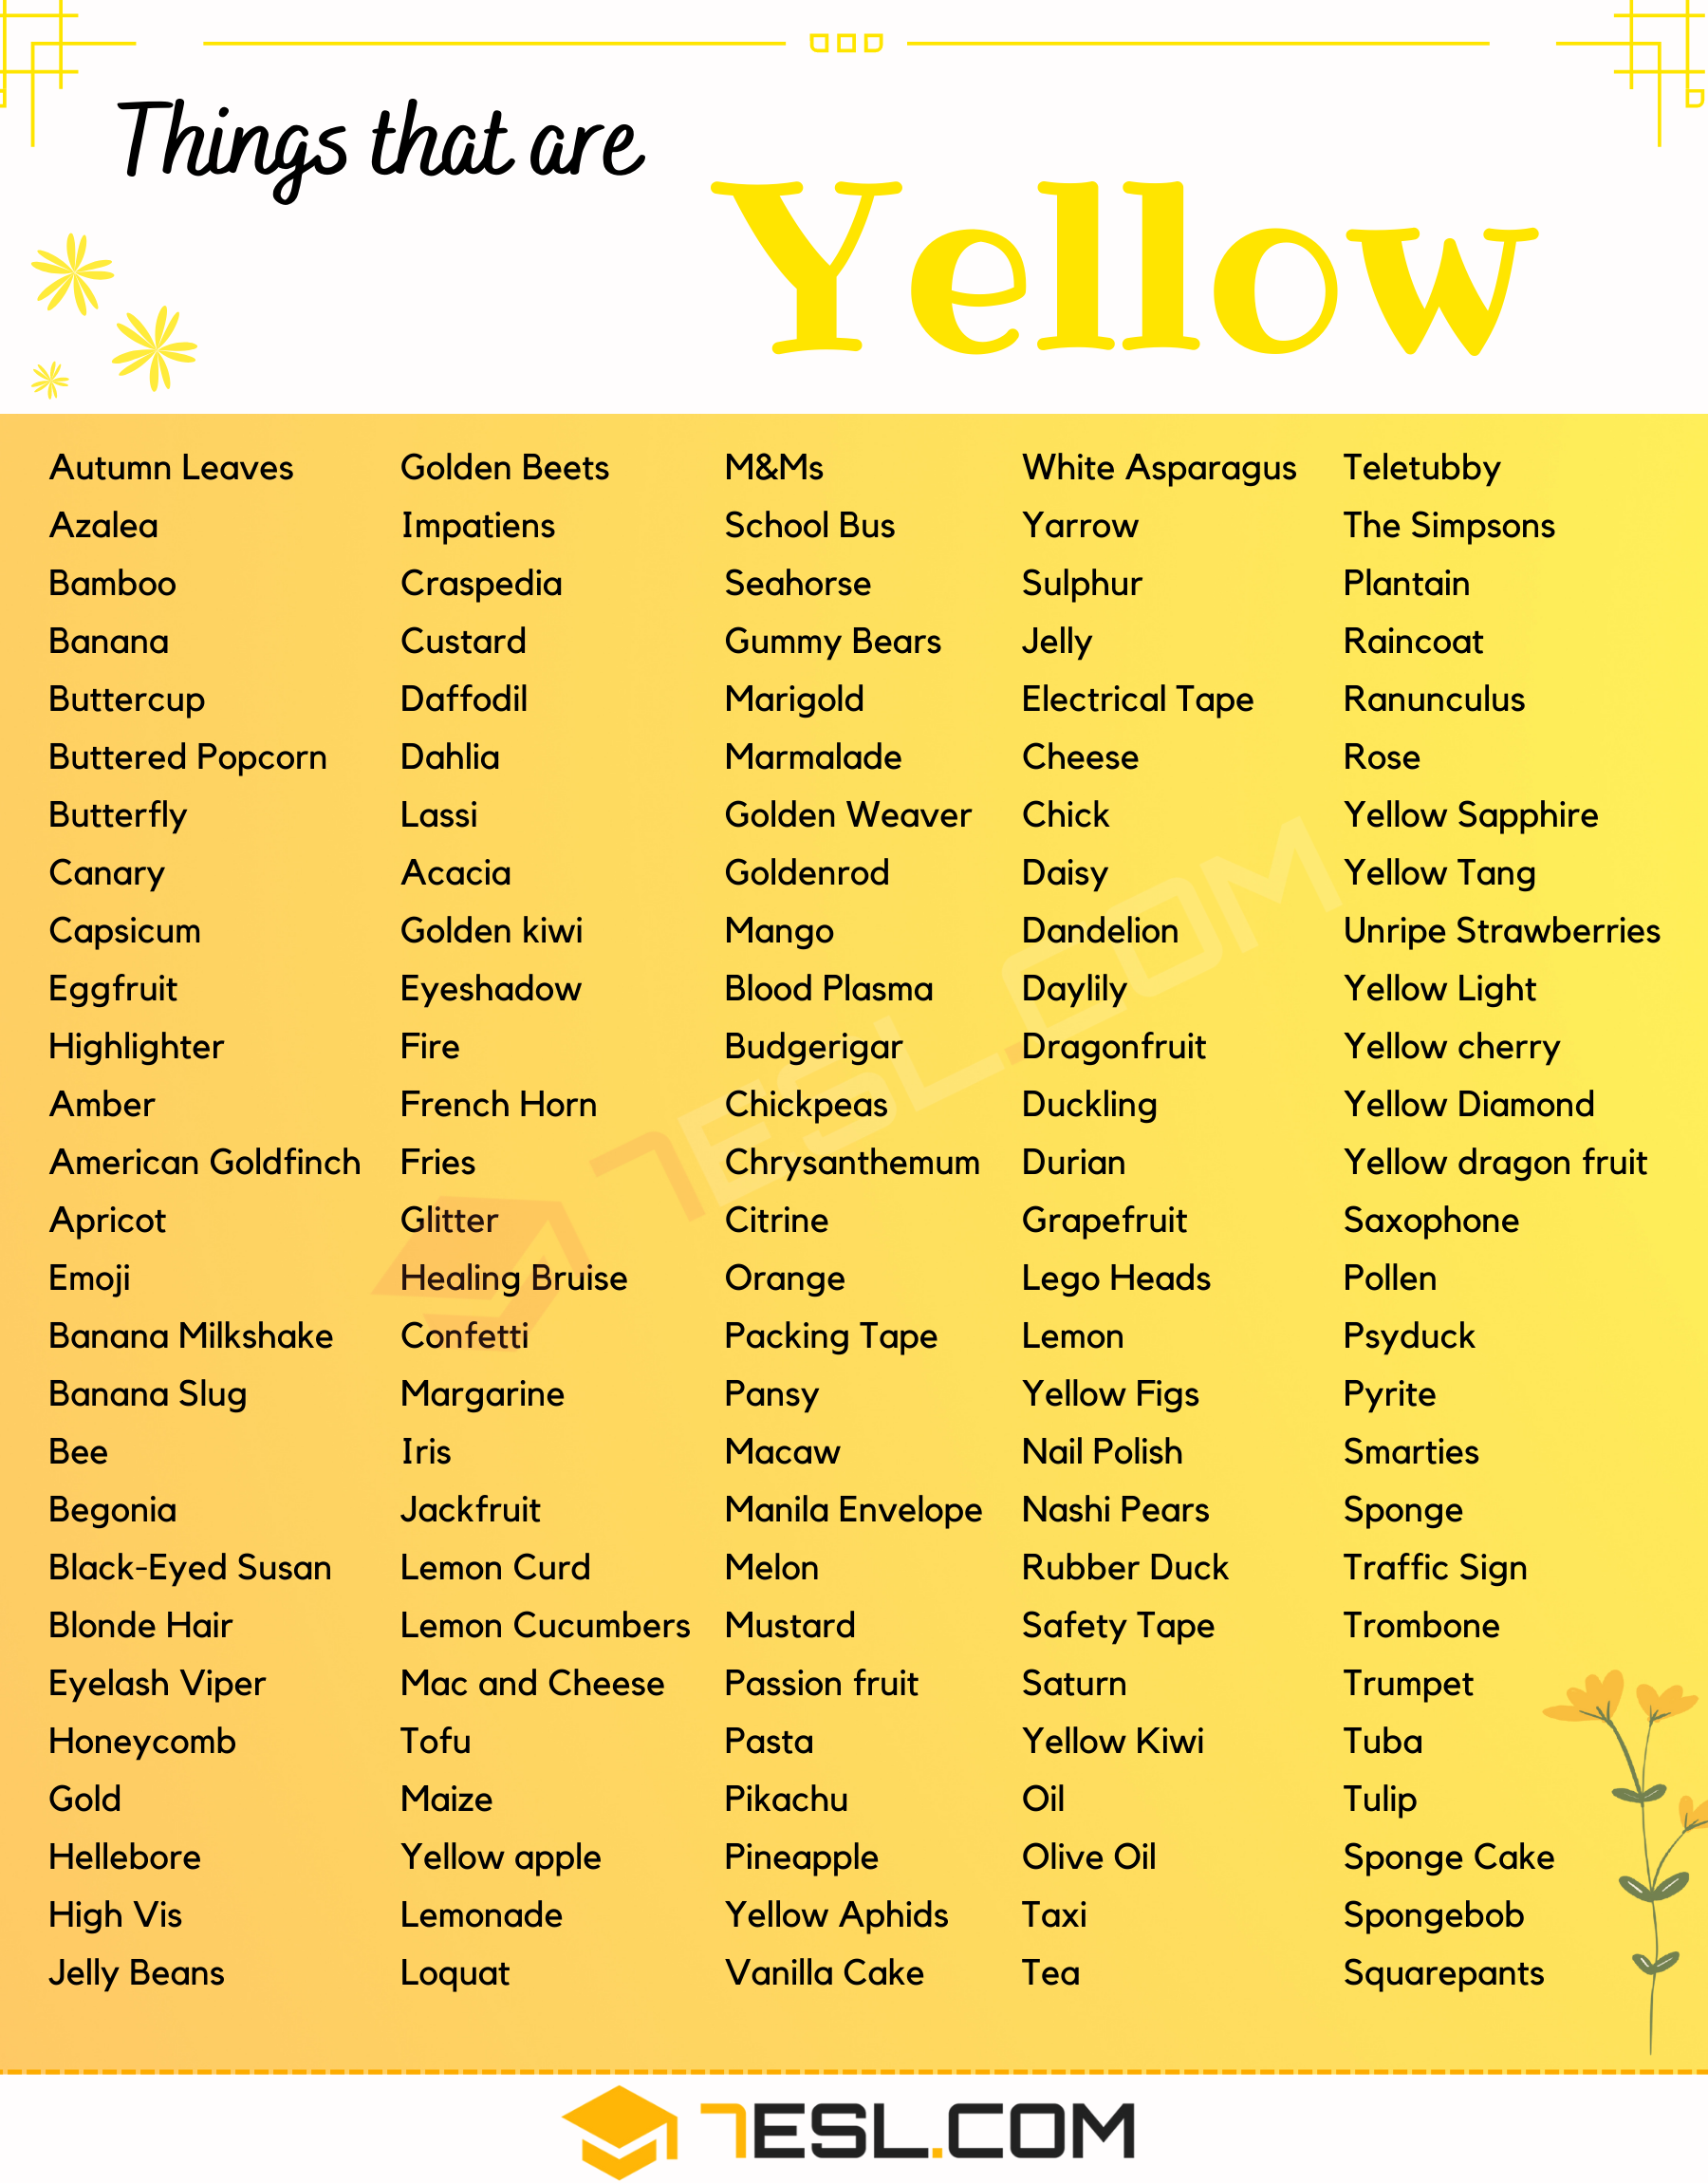 Things that are
Yellow
Autumn Leaves
Azalea
Bamboo
Banana
Buttercup
Buttered Popcorn
Butterfly
Canary
Capsicum
Eggfruit
Highlighter
Amber
American Goldfinch
Apricot
Emoji
Banana Milkshake
Banana Slug
Bee
Begonia
Black-Eyed Susan
Blonde Hair
Eyelash Viper
Honeycomb
Gold
Hellebore
High Vis
Jelly Beans
Golden Beets
Impatiens
Craspedia
Custard
Daffodil
Dahlia
Lassi
Acacia
Golden kiwi
Eyeshadow
Fire
French Horn
Fries
Glitter
Healing Bruise
Confetti
Margarine
Iris
Jackfruit
Lemon Curd
Lemon Cucumbers
Mac and Cheese
Tofu
Maize
Yellow apple
Lemonade
Loquat
M&Ms
School Bus
Seahorse
Gummy Bears
Marigold
Marmalade
Golden Weaver
Goldenrod
Mango
Blood Plasma
Budgerigar
Chickpeas
Chrysanthemum
Citrine
Orange
Packing Tape
Pansy
Macaw
Manila Envelope
Melon
Mustard
Passion fruit
Pasta
Pikachu
Pineapple
Yellow Aphids
Vanilla Cake
White Asparagus
Yarrow
Sulphur
Jelly
Electrical Tape
Cheese
Chick
Daisy
Dandelion
Daylily
Dragonfruit
Duckling
Durian
Grapefruit
Lego Heads
Lemon
Yellow Figs
Nail Polish
Nashi Pears
Rubber Duck
Safety Tape
Saturn
Yellow Kiwi
Oil
Olive Oil
Taxi
Tea
Teletubby
The Simpsons
Plantain
Raincoat
Ranunculus
Rose
Yellow Sapphire
Yellow Tang
Unripe Strawberries
Yellow Light
Yellow cherry
Yellow Diamond
Yellow dragon fruit
Saxophone
Pollen
Psyduck
Pyrite
Smarties
Sponge
Traffic Sign
Trombone
Trumpet
Tuba
Tulip
Sponge Cake
Spongebob
Squarepants
7ESL.COM
7ESL.COM